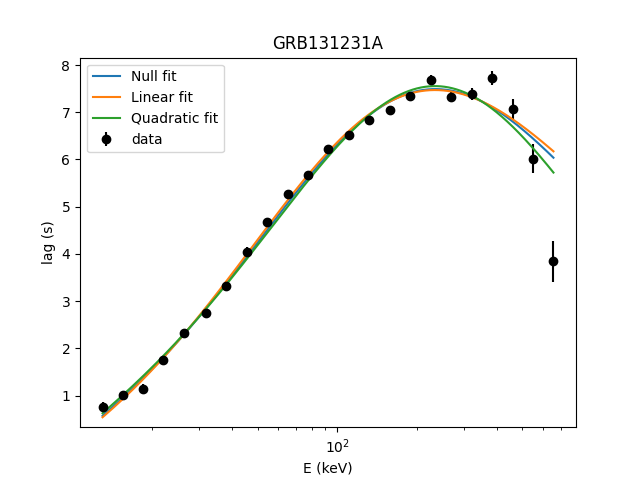 GRB131231A
Null fit
Linear fit
Quadratic fit
data
8
7
6
5
4
3
2
1
lag (s)
10²
E (keV)